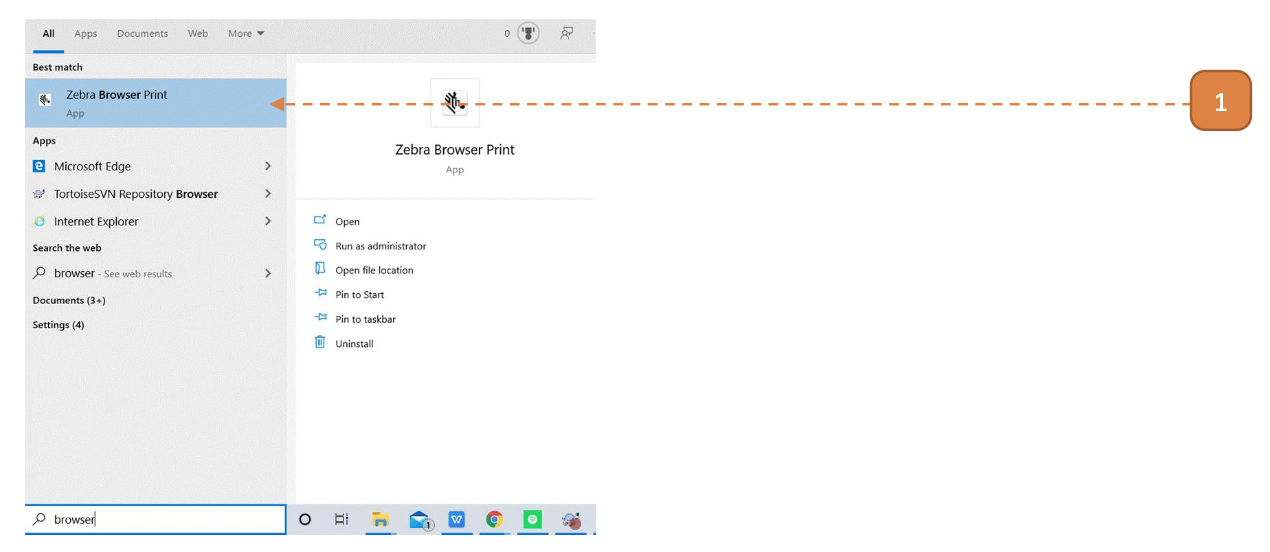 All Apps Documents Web More 0
Best match
Zebra Browser Print
App
Apps
Microsoft Edge
TortoiseSVN Repository Browser
Internet Explorer
Search the web
browser - See web results
Documents (3+)
Settings (4)
Zebra Browser Print
App
Open
Run as administrator
Open file location
Pin to Start
Pin to taskbar
Uninstall
browser
1
W
1